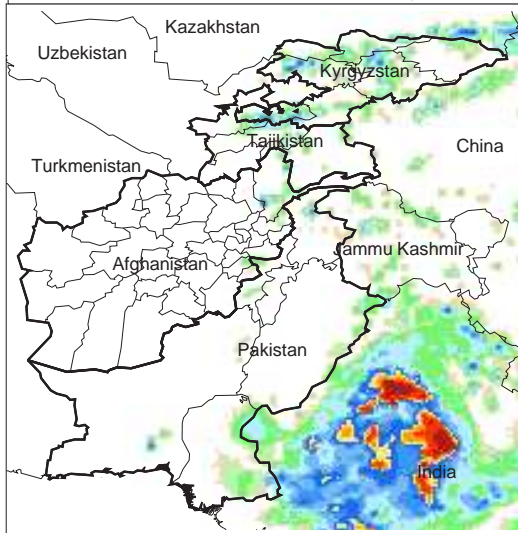 Kazakhstan
Uzbekistan
Kyrgyzstan
Tajikistan
China
Turkmenistan
Jammu Kashmir
Afghanistan
Pakistan
India